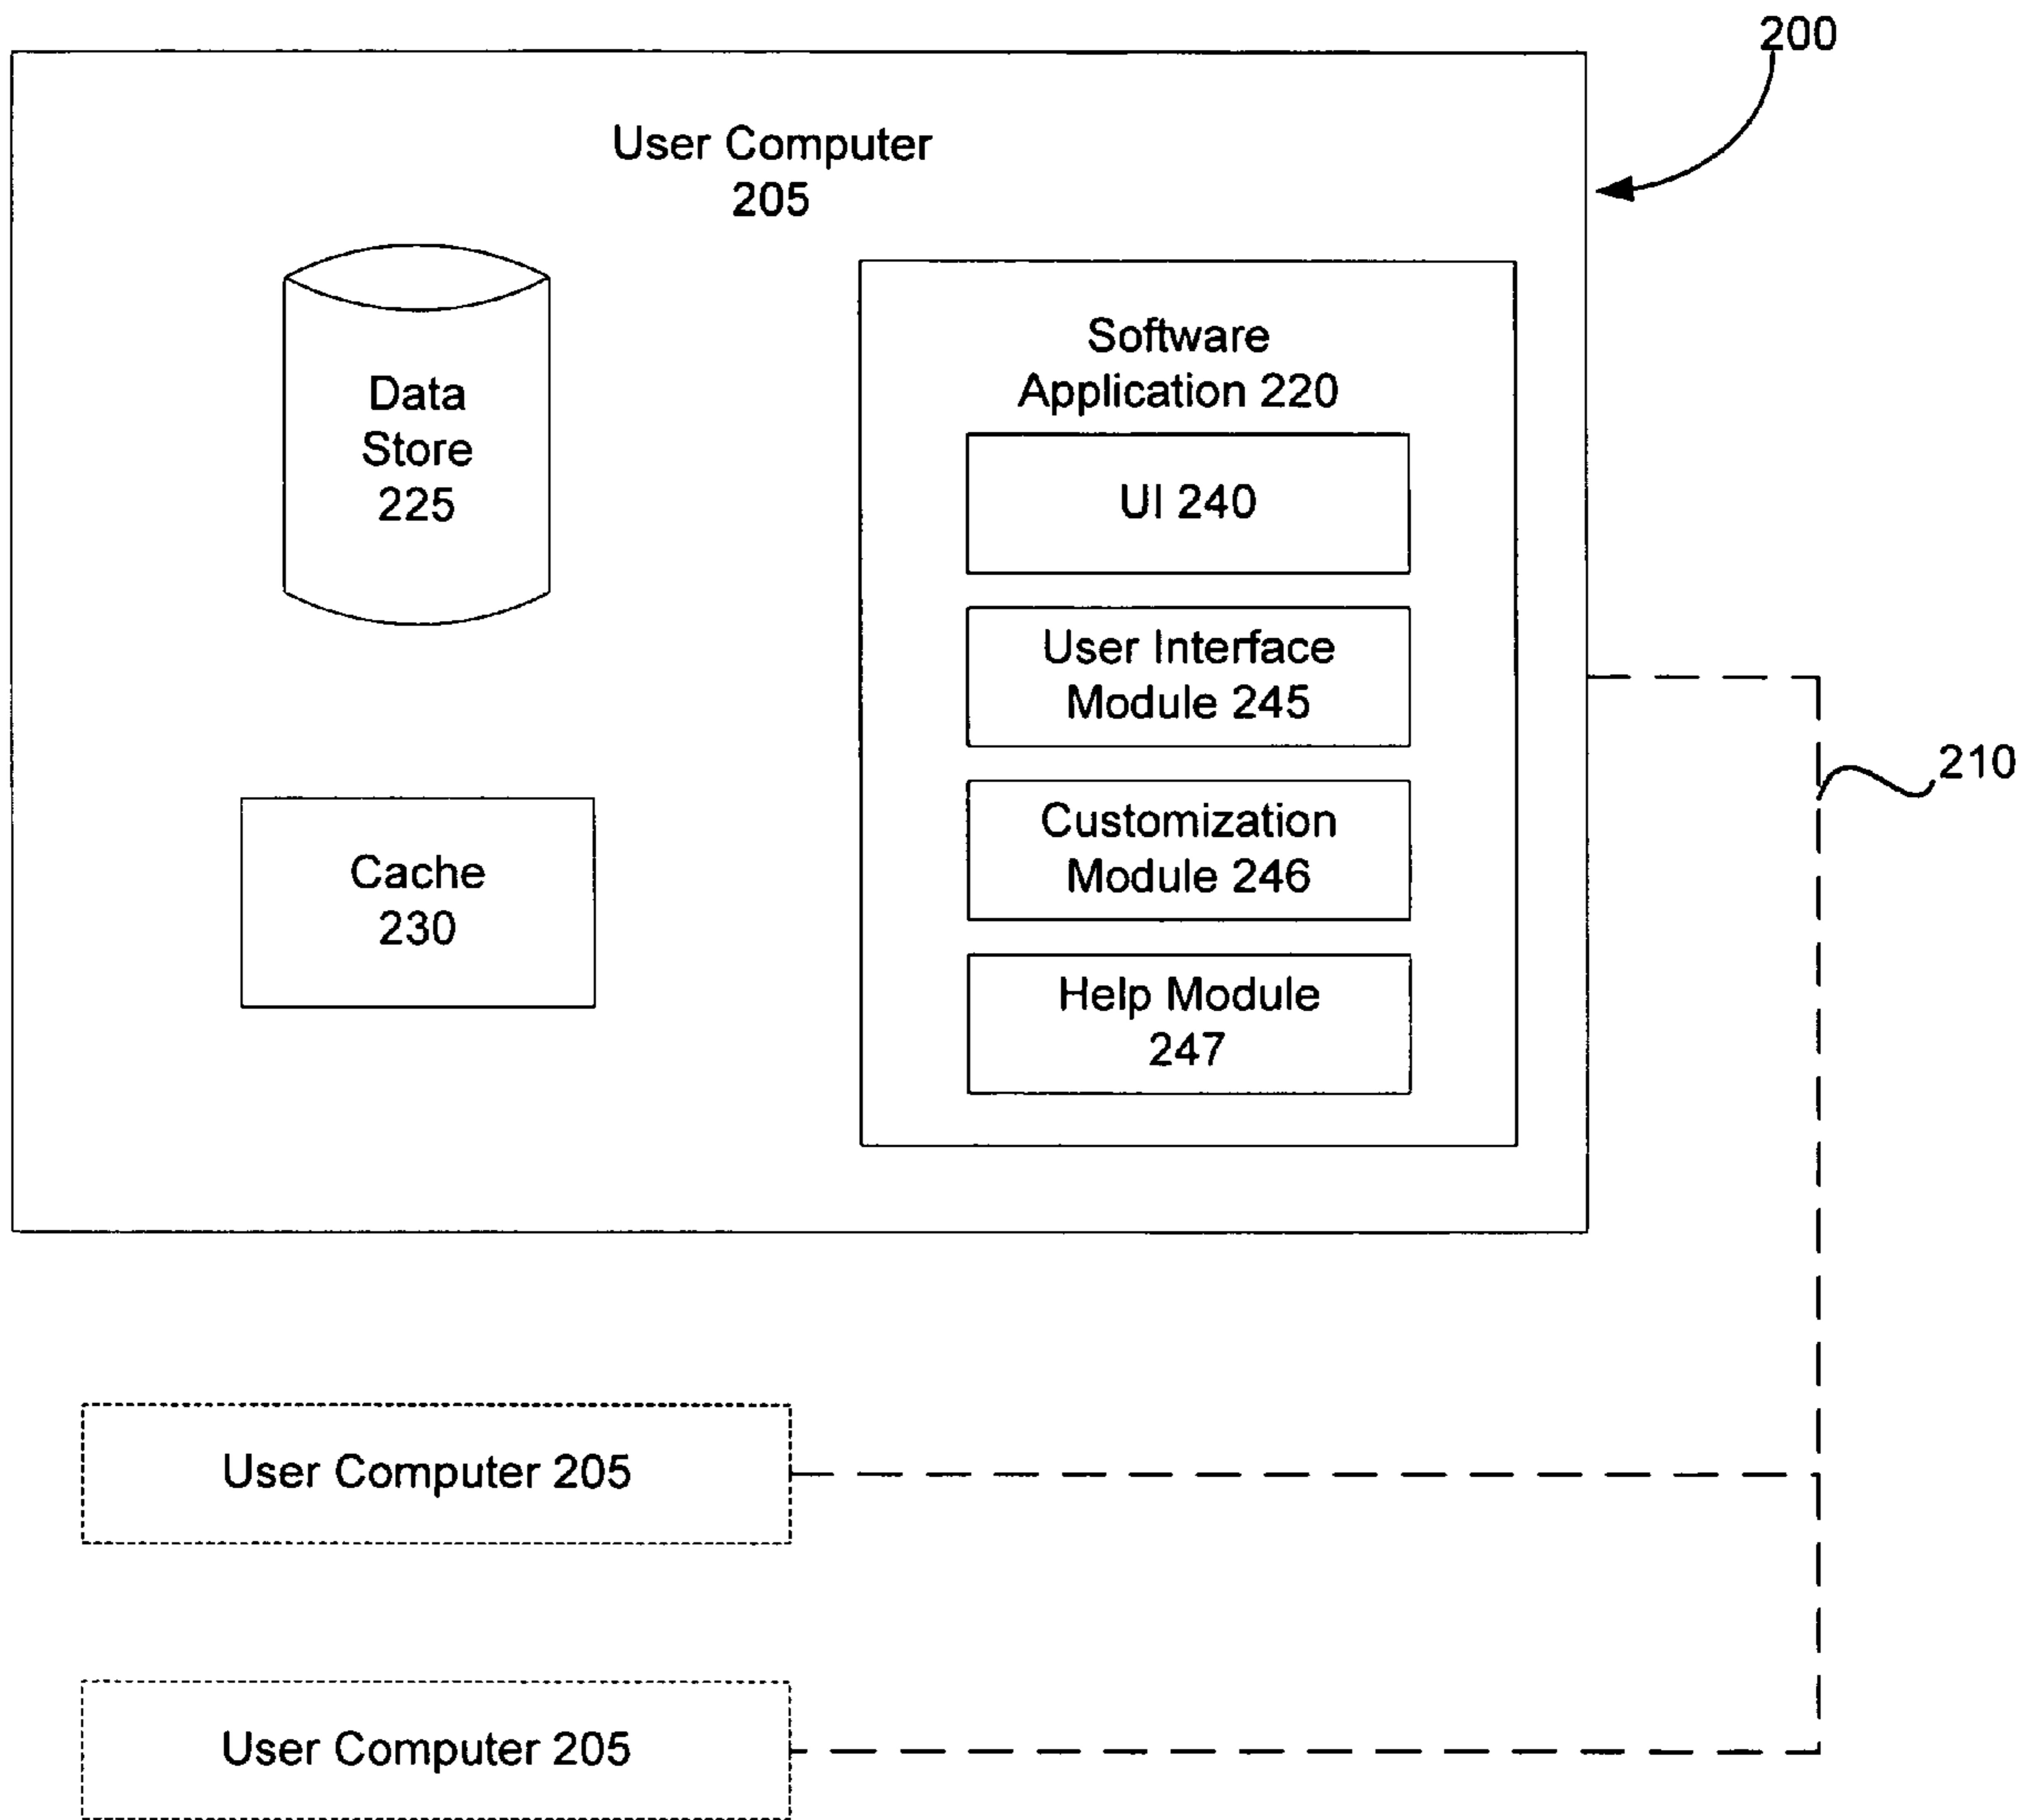 200
User Computer
205
Data
Store
225
Software
Application 220
UI 240
User Interface
Module 245
Customization
Module 246
Help Module
247
Cache
230
210
User Computer 205
User Computer 205